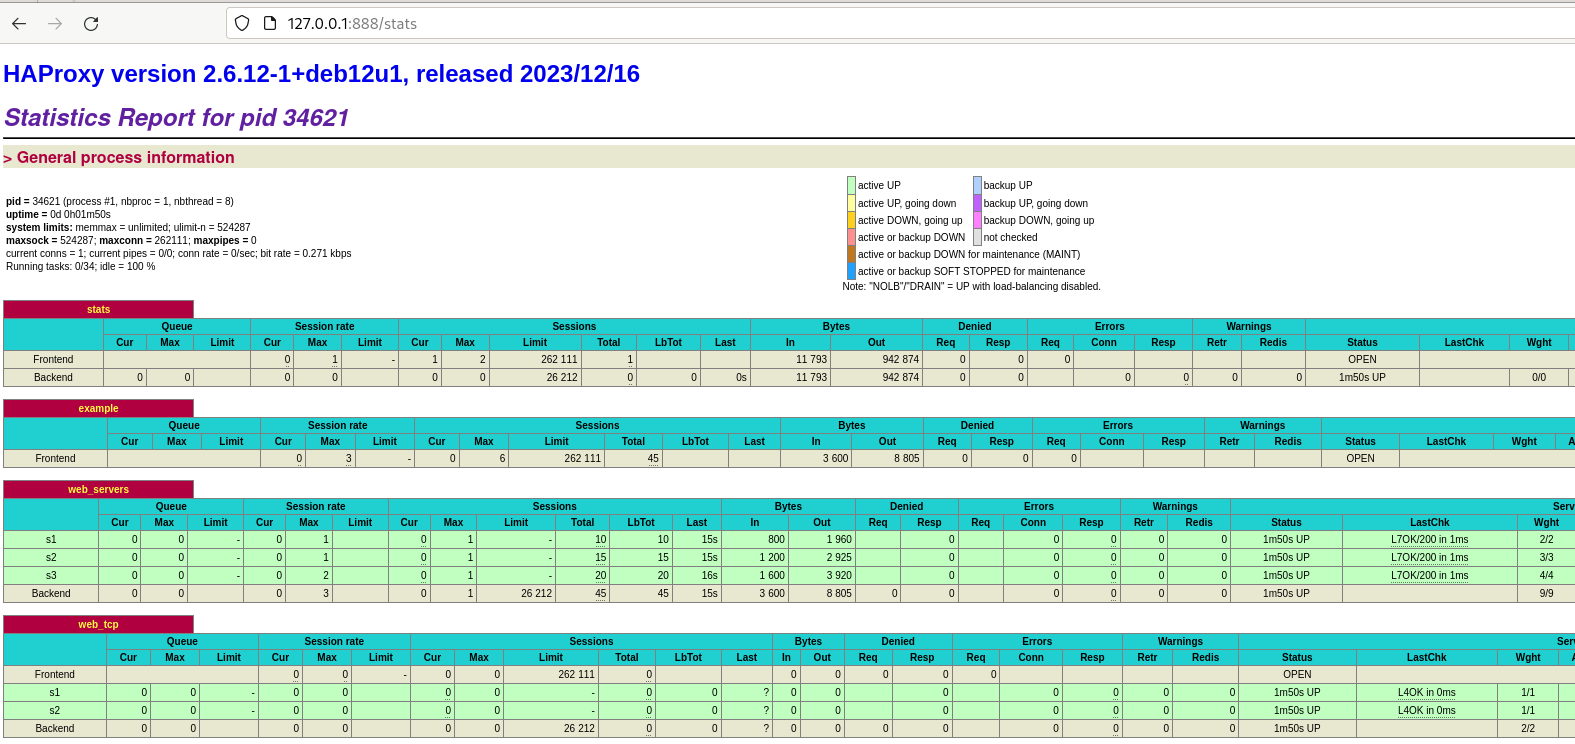 127.0.0.1:888/stats
HAProxy version 2.6.12-1+deb12u1, released 2023/12/16
Statistics Report for pid 34621
> General process information
pid = 34621 (process #1, nbproc = 1, nbthread = 8)
uptime = 0d 0h01m50s
system limits: memmax = unlimited; ulimit-n = 524287
maxsock = 524287; maxconn = 262111; maxpipes = 0
current conns = 1; current pipes = 0/0; conn rate = 0/sec; bit rate = 0.271 kbps
Running tasks: 0/34; idle = 100 %
active UP backup UP
active UP, going down backup UP, going down
active DOWN, going up backup DOWN, going up
active or backup DOWN not checked
active or backup DOWN for maintenance (MAINT)
active or backup SOFT STOPPED for maintenance
Note: "NOLB"/"DRAIN" = UP with load-balancing disabled.
stats
Queue Session rate Sessions Bytes Denied Errors Warnings
Cur Max Limit Cur Max Limit Cur Max Limit Total LbTot Last In Out Req Resp Req Conn Resp Retr Redis Status LastChk Wght
Frontend 0 1 - 1 2 262 111 1 11 793 942 874 0 0 0 OPEN
Backend 0 0 0 0 0 0 26 212 0 0 0s 11 793 942 874 0 0 0 0 0 0 1m50s UP 0/0
example
Queue Session rate Sessions Bytes Denied Errors Warnings
Cur Max Limit Cur Max Limit Cur Max Limit Total LbTot Last In Out Req Resp Req Conn Resp Retr Redis Status LastChk Wght A
Frontend 0 3 - 0 6 262 111 45 3 600 8 805 0 0 0 OPEN
web_servers
Queue Session rate Sessions Bytes Denied Errors Warnings Serv
Cur Max Limit Cur Max Limit Cur Max Limit Total LbTot Last In Out Req Resp Req Conn Resp Retr Redis Status LastChk Wght
s1 0 0 - 0 1 0 1 - 10 10 15s 800 1 960 0 0 0 0 0 1m50s UP L7OK/200 in 1ms 2/2
s2 0 0 - 0 1 0 1 - 15 15 15s 1 200 2 925 0 0 0 0 0 1m50s UP L7OK/200 in 1ms 3/3
s3 0 0 - 0 2 0 1 - 20 20 16s 1 600 3 920 0 0 0 0 0 1m50s UP L7OK/200 in 1ms 4/4
Backend 0 0 0 3 0 1 26 212 45 45 15s 3 600 8 805 0 0 0 0 0 0 1m50s UP 9/9
web_tcp
Queue Session rate Sessions Bytes Denied Errors Warnings Ser
Cur Max Limit Cur Max Limit Cur Max Limit Total LbTot Last In Out Req Resp Req Conn Resp Retr Redis Status LastChk Wght A
Frontend 0 0 - 0 0 262 111 0 0 0 0 0 0 OPEN
s1 0 0 - 0 0 0 0 - 0 0 ? 0 0 0 0 0 0 0 1m50s UP L4OK in 0ms 1/1
s2 0 0 - 0 0 0 0 - 0 0 ? 0 0 0 0 0 0 0 1m50s UP L4OK in 0ms 1/1
Backend 0 0 0 0 0 0 26 212 0 0 ? 0 0 0 0 0 0 0 0 1m50s UP 2/2